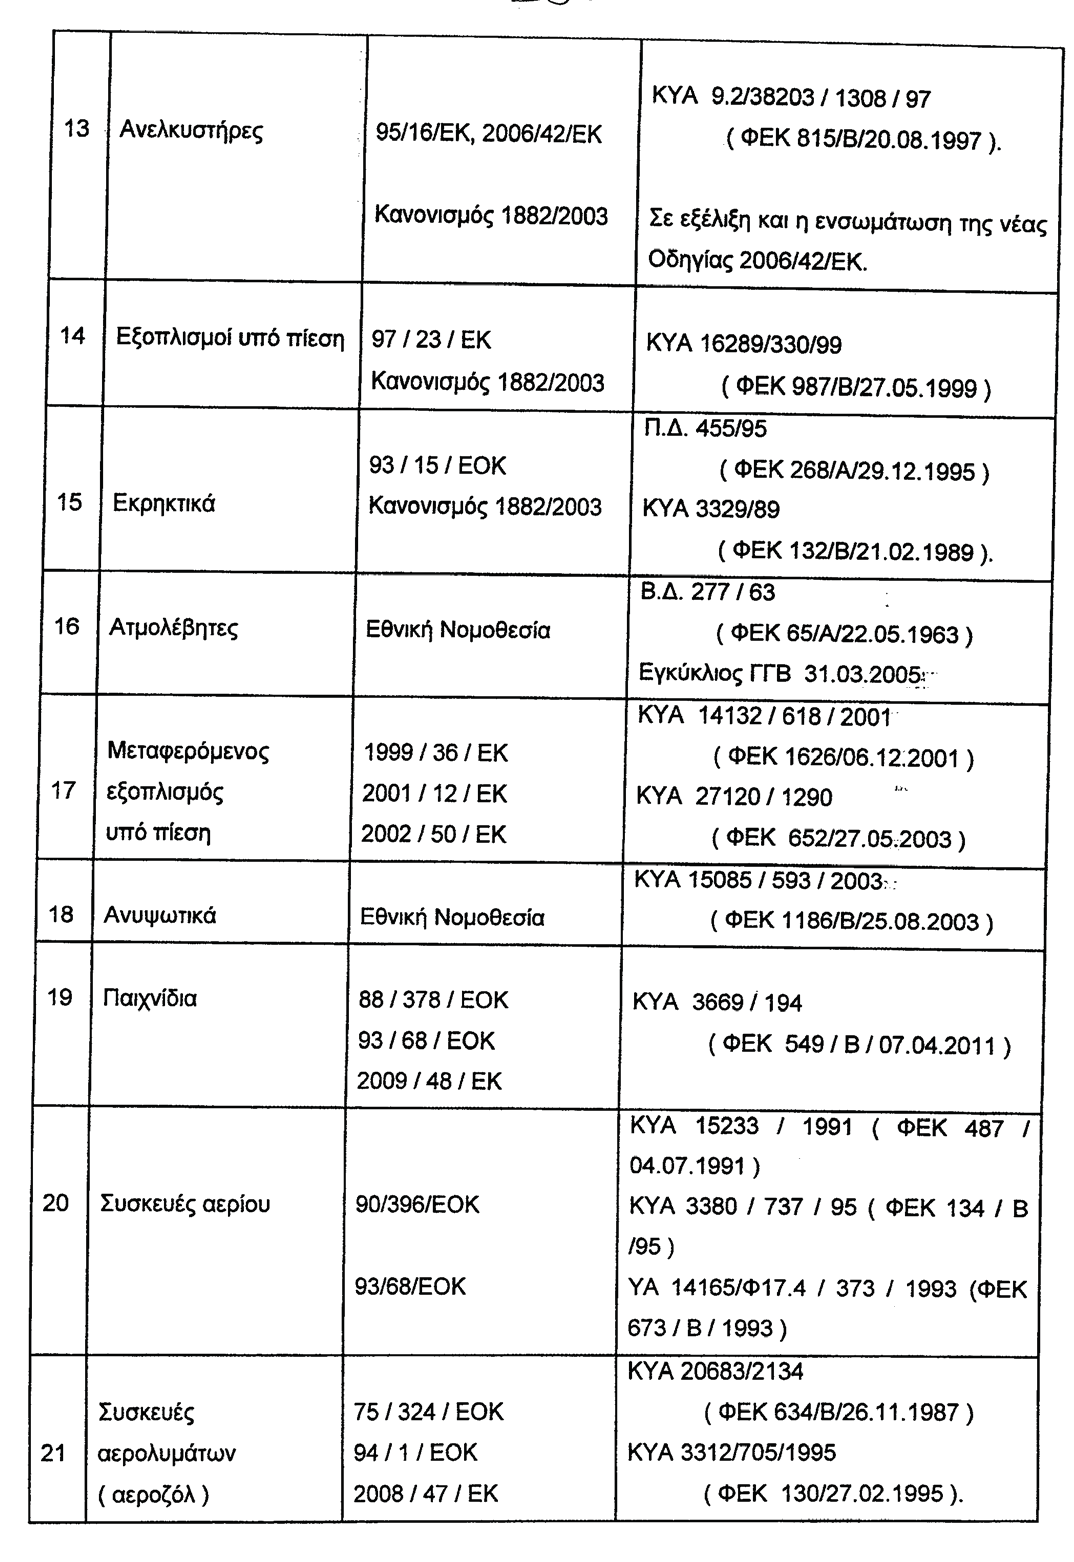 13 Ανελκυστήρες
95/16/ΕΚ, 2006/42/ΕΚ
Κανονισμός 1882/2003
ΚΥΑ 9.2/38203 / 1308 / 97
( ΦΕΚ 815/Β/20.08.1997 ).
Σε εξέλιξη και η ενσωμάτωση της νέας
Οδηγίας 2006/42/ΕΚ.
14 Εξοπλισμοί υπό πίεση
97 / 23 / ΕΚ
Κανονισμός 1882/2003
ΚΥΑ 16289/330/99
( ΦΕΚ 987/Β/27.05.1999 )
15 Εκρηκτικά
93 / 15 / ΕΟΚ
Κανονισμός 1882/2003
Π.Δ. 455/95
( ΦΕΚ 268/Α/29.12.1995 )
ΚΥΑ 3329/89
( ΦΕΚ 132/Β/21.02.1989 ).
16 Ατμολέβητες
Εθνική Νομοθεσία
Β.Δ. 277 / 63
( ΦΕΚ 65/Α/22.05.1963 )
Εγκύκλιος ΓΓΒ 31.03.2005
17 Μεταφερόμενος
εξοπλισμός
υπό πίεση
1999 / 36 / ΕΚ
2001 / 12 / ΕΚ
2002 / 50 / ΕΚ
ΚΥΑ 14132 / 618 / 2001
( ΦΕΚ 1626/06.12.2001 )
ΚΥΑ 27120 / 1290
( ΦΕΚ 652/27.05.2003 )
18 Ανυψωτικά
Εθνική Νομοθεσία
ΚΥΑ 15085 / 593 / 2003
( ΦΕΚ 1186/Β/25.08.2003 )
19 Παιχνίδια
88 / 378 / ΕΟΚ
93 / 68 / ΕΟΚ
2009 / 48 / ΕΚ
ΚΥΑ 3669 / 194
( ΦΕΚ 549 / Β / 07.04.2011 )
20 Συσκευές αερίου
90/396/ΕΟΚ
93/68/ΕΟΚ
ΚΥΑ 15233 / 1991 ( ΦΕΚ 487 /
04.07.1991 )
ΚΥΑ 3380 / 737 / 95 ( ΦΕΚ 134 / Β
/95 )
ΥΑ 14165/Φ17.4 / 373 / 1993 (ΦΕΚ
673 / Β / 1993 )
21 Συσκευές
αερολυμάτων
( αεροζόλ )
75 / 324 / ΕΟΚ
94 / 1 / ΕΟΚ
2008 / 47 / ΕΚ
ΚΥΑ 20683/2134
( ΦΕΚ 634/Β/26.11.1987 )
ΚΥΑ 3312/705/1995
( ΦΕΚ 130/27.02.1995 ).